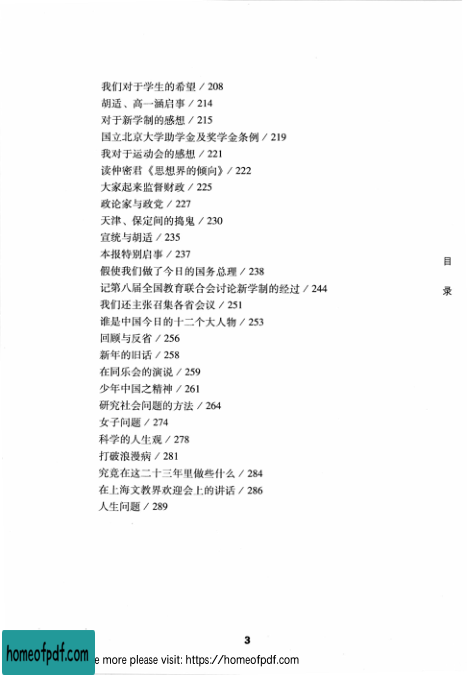 我们对于学生的希望 / 208
胡适、高一涵启事 / 214
对于新学制的感想 / 215
国立北京大学助学金及奖学金条例 / 219
我对于运动会的感想 / 221
读仲密君《思想界的倾向》/ 222
大家起来监督财政 / 225
政论家与政党 / 227
天津、保定间的捣鬼 / 230
宣统与胡适 / 235
本报特别启事 / 237
假使我们做了今日的国务总理 / 238
记第八届全国教育联合会讨论新学制的经过 / 244
我们还主张召集各省会议 / 251
谁是中国今日的十二个大人物 / 253
回顾与反省 / 256
新年的旧话 / 258
在同乐会的演说 / 259
少年中国之精神 / 261
研究社会问题的方法 / 264
女子问题 / 274
科学的人生观 / 278
打破浪漫病 / 281
究竟在这二十三年里做些什么 / 284
在上海文教界欢迎会上的讲话 / 286
人生问题 / 289
目
录
3
homeofpdf.com
e more please visit: https://homeofpdf.com